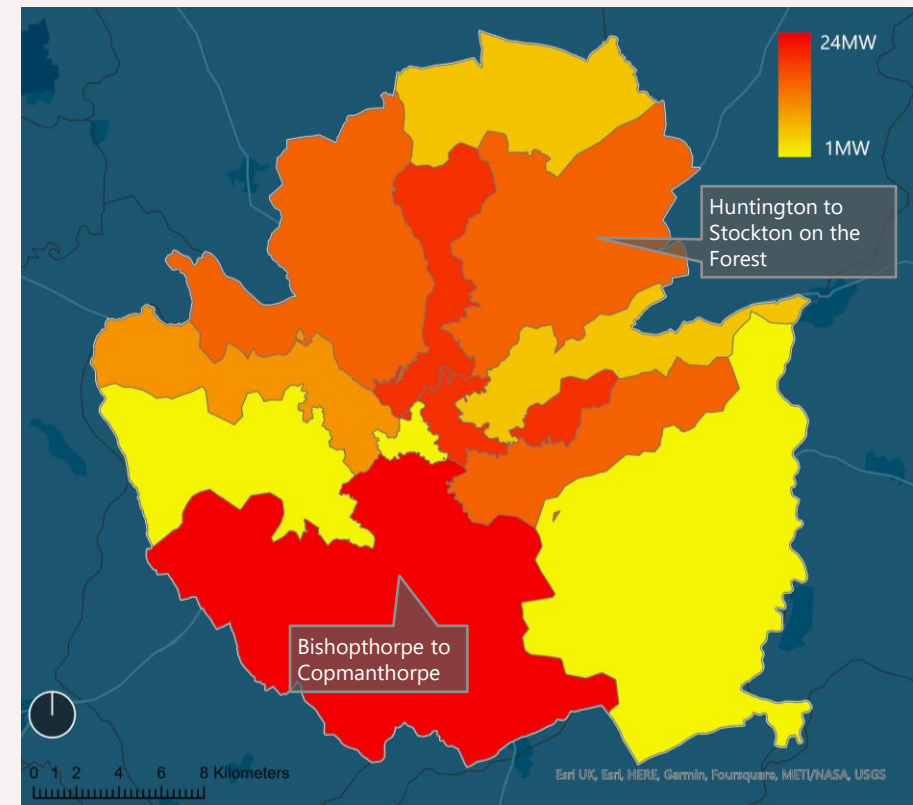 24MW
1MW
Huntington to
Stockton on the
Forest
Bishopthorpe to
Copmanthorpe
0 1 2 4 6 8 Kilometers
Esri UK, Esri, HERE, Garmin, Foursquare, METI/NASA, USGS